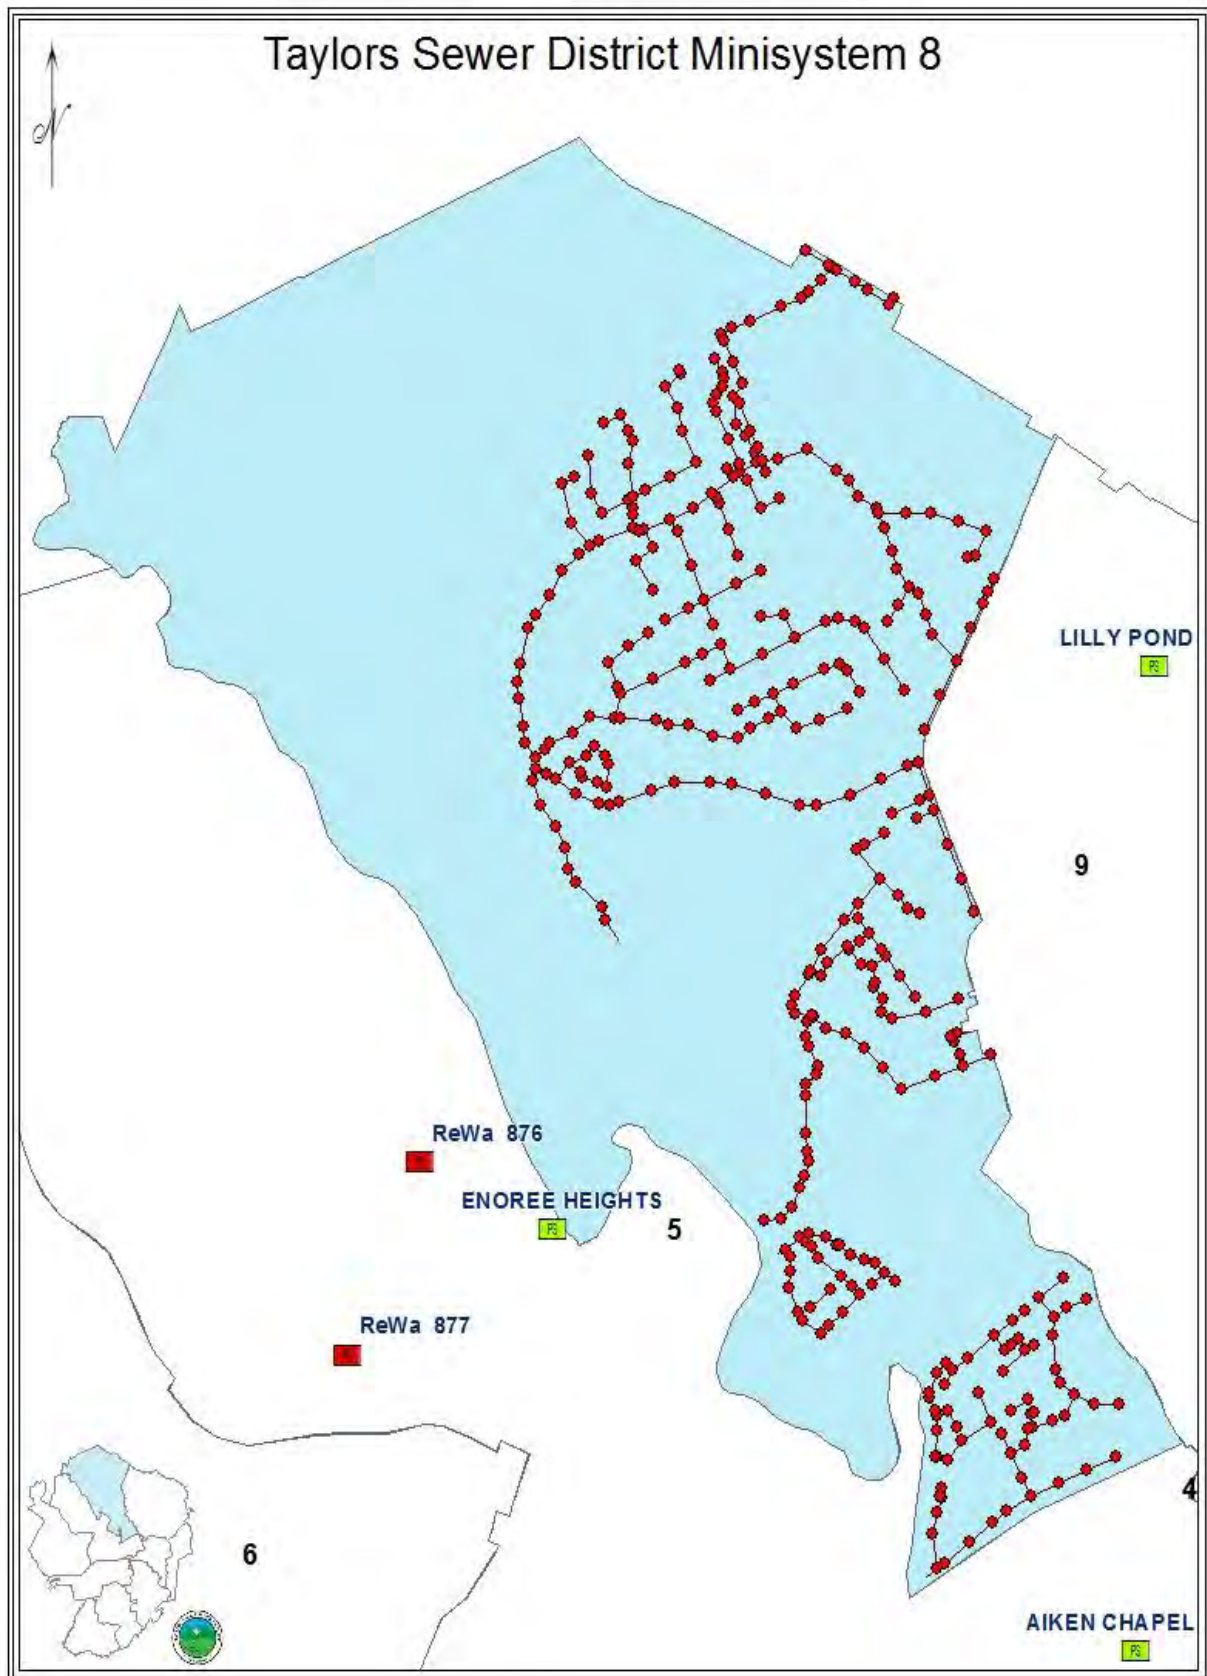 Taylors Sewer District Minisystem 8
N
LILLY POND
PS
9
ReWa 876
ENOREE HEIGHTS
PS
5
ReWa 877
4
6
AIKEN CHAPEL
PS